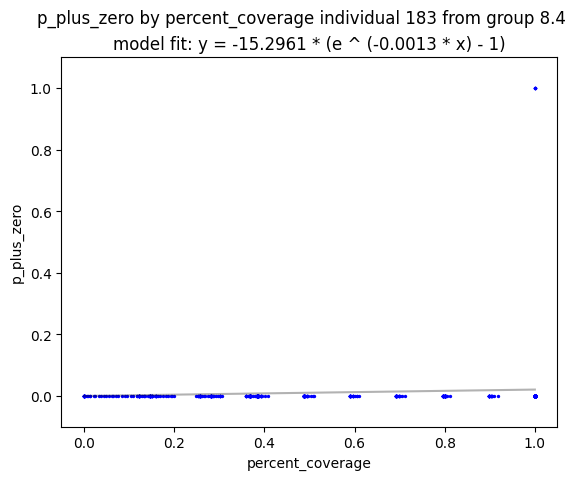 p_plus_zero by percent_coverage individual 183 from group 8.4
model fit: y = -15.2961 * (e ^ (-0.0013 * x) - 1)
1.0
0.8
0.6
0.4
0.2
0.0
p_plus_zero
0.0 0.2 0.4 0.6 0.8 1.0
percent_coverage